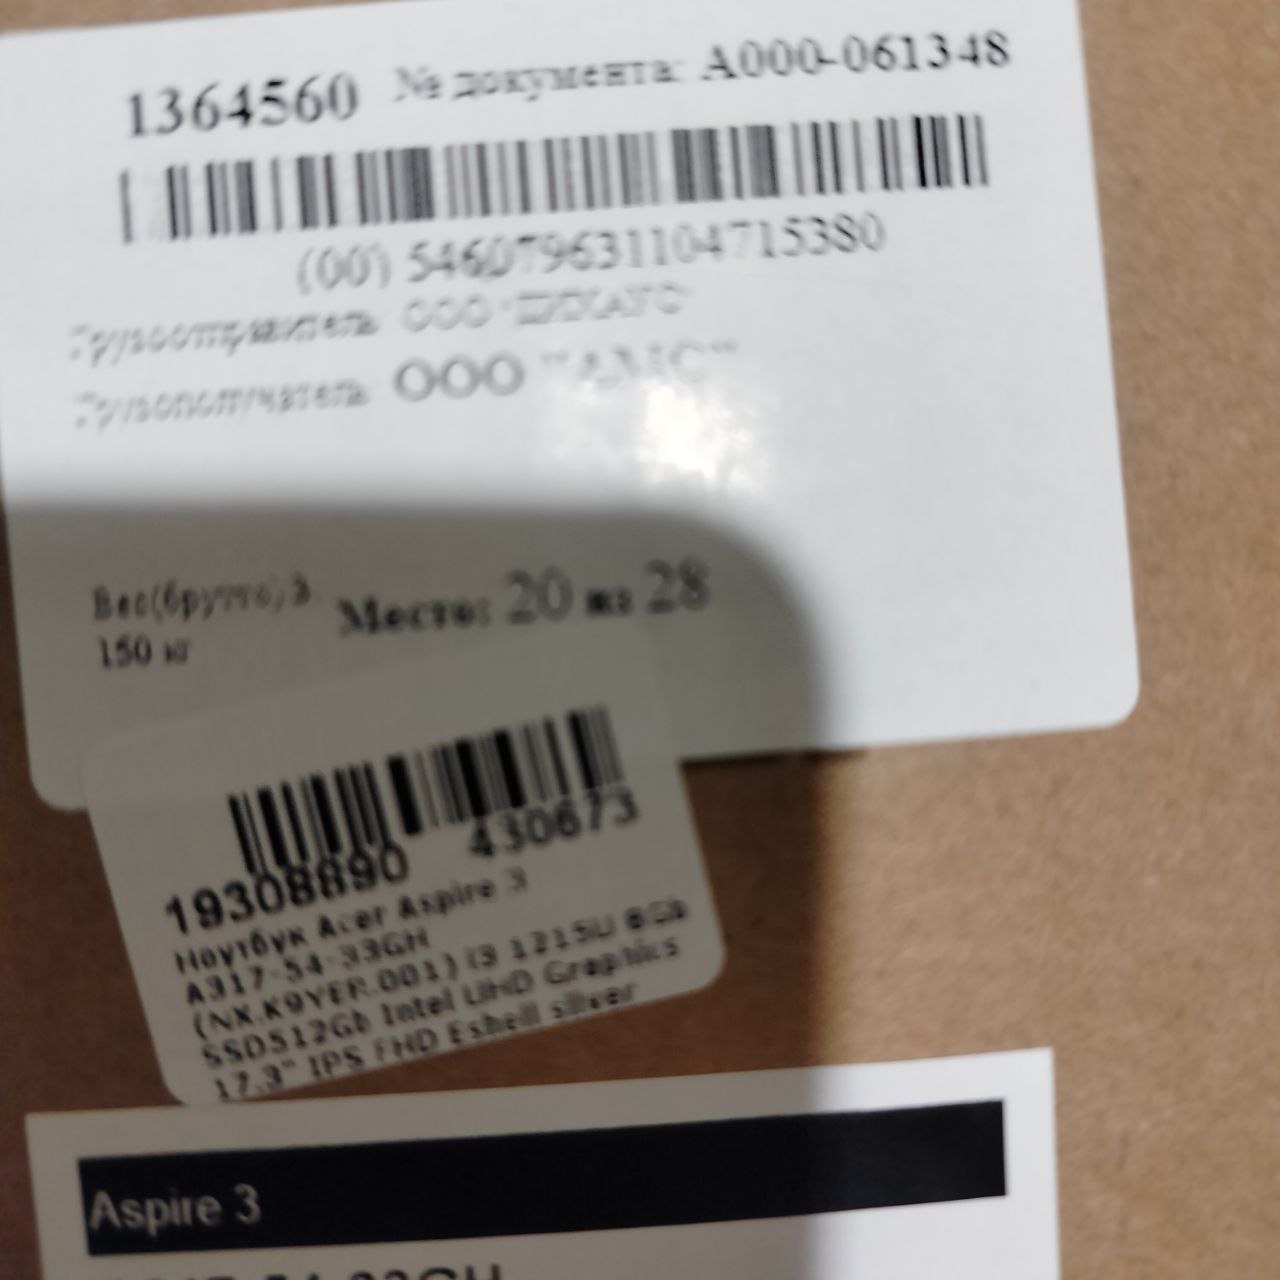 1364560 № документа: А000-061348
(00) 546079631104715380
Грузоотправитель: ООО
Грузополучатель: ООО
Вес(брутто) 3
150 кг
Место: 20 из 28
19308890 430673
Ноутбук Acer Aspire 3
A317-54-33GH
(NX.K9YER.001) i3 1215U 8Gb
SSD512Gb Intel UHD Graphics
17.3" IPS FHD Eshell silver
Aspire 3